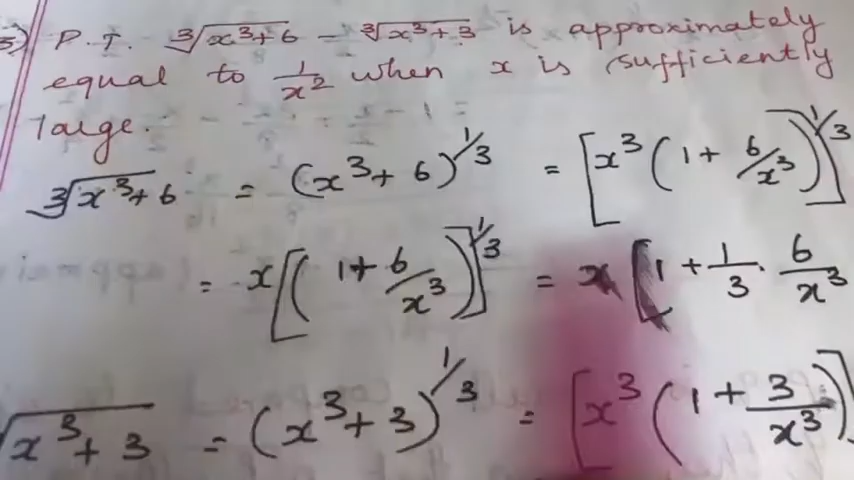 5) P.T. ∛(x³+6) - ∛(x³+3) is approximately
equal to 1/x² when x is sufficiently
large.
∛(x³+6) = (x³+6)^1/3 = [x³(1+6/x³)]^1/3
= x[(1+6/x³)]^1/3 = x[1+1/3·6/x³
√(x³+3) = (x³+3)^1/3 = [x³(1+3/x³)]